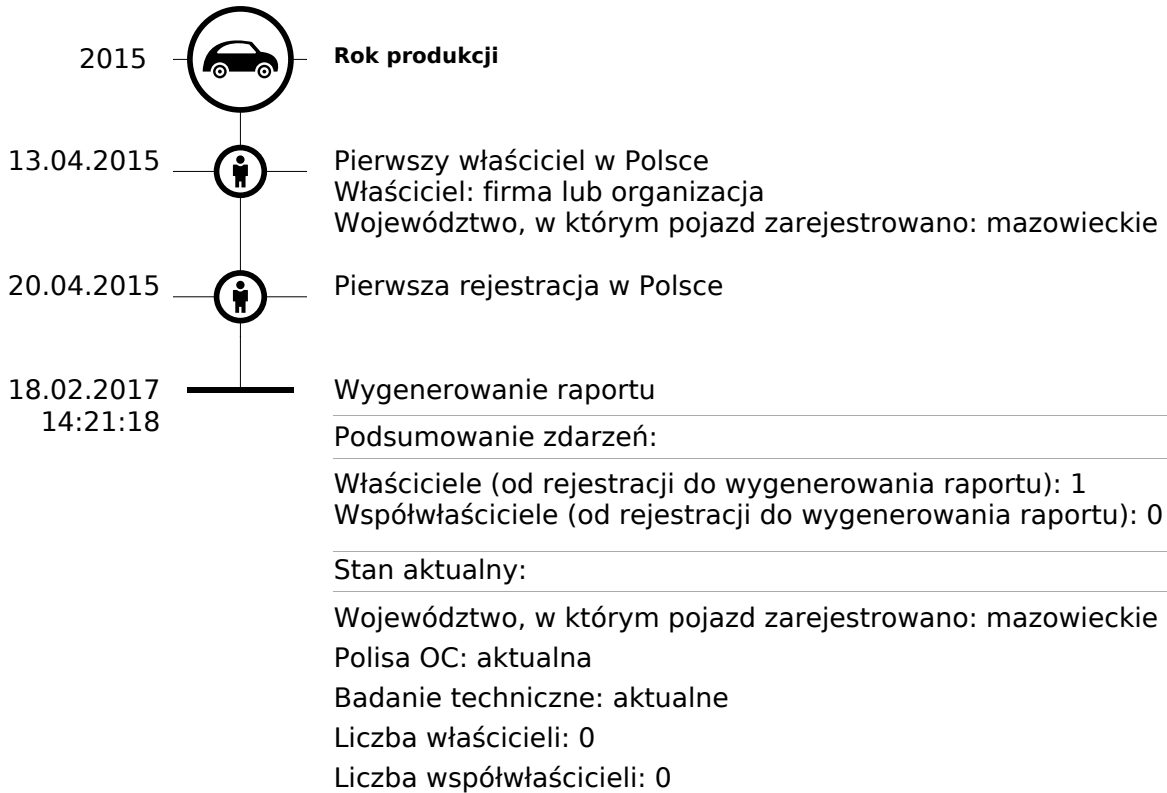 2015
Rok produkcji
13.04.2015
Pierwszy właściciel w Polsce
Właściciel: firma lub organizacja
Województwo, w którym pojazd zarejestrowano: mazowieckie
20.04.2015
Pierwsza rejestracja w Polsce
18.02.2017
14:21:18
Wygenerowanie raportu
Podsumowanie zdarzeń:
Właściciele (od rejestracji do wygenerowania raportu): 1
Współwłaściciele (od rejestracji do wygenerowania raportu): 0
Stan aktualny:
Województwo, w którym pojazd zarejestrowano: mazowieckie
Polisa OC: aktualna
Badanie techniczne: aktualne
Liczba właścicieli: 0
Liczba współwłaścicieli: 0